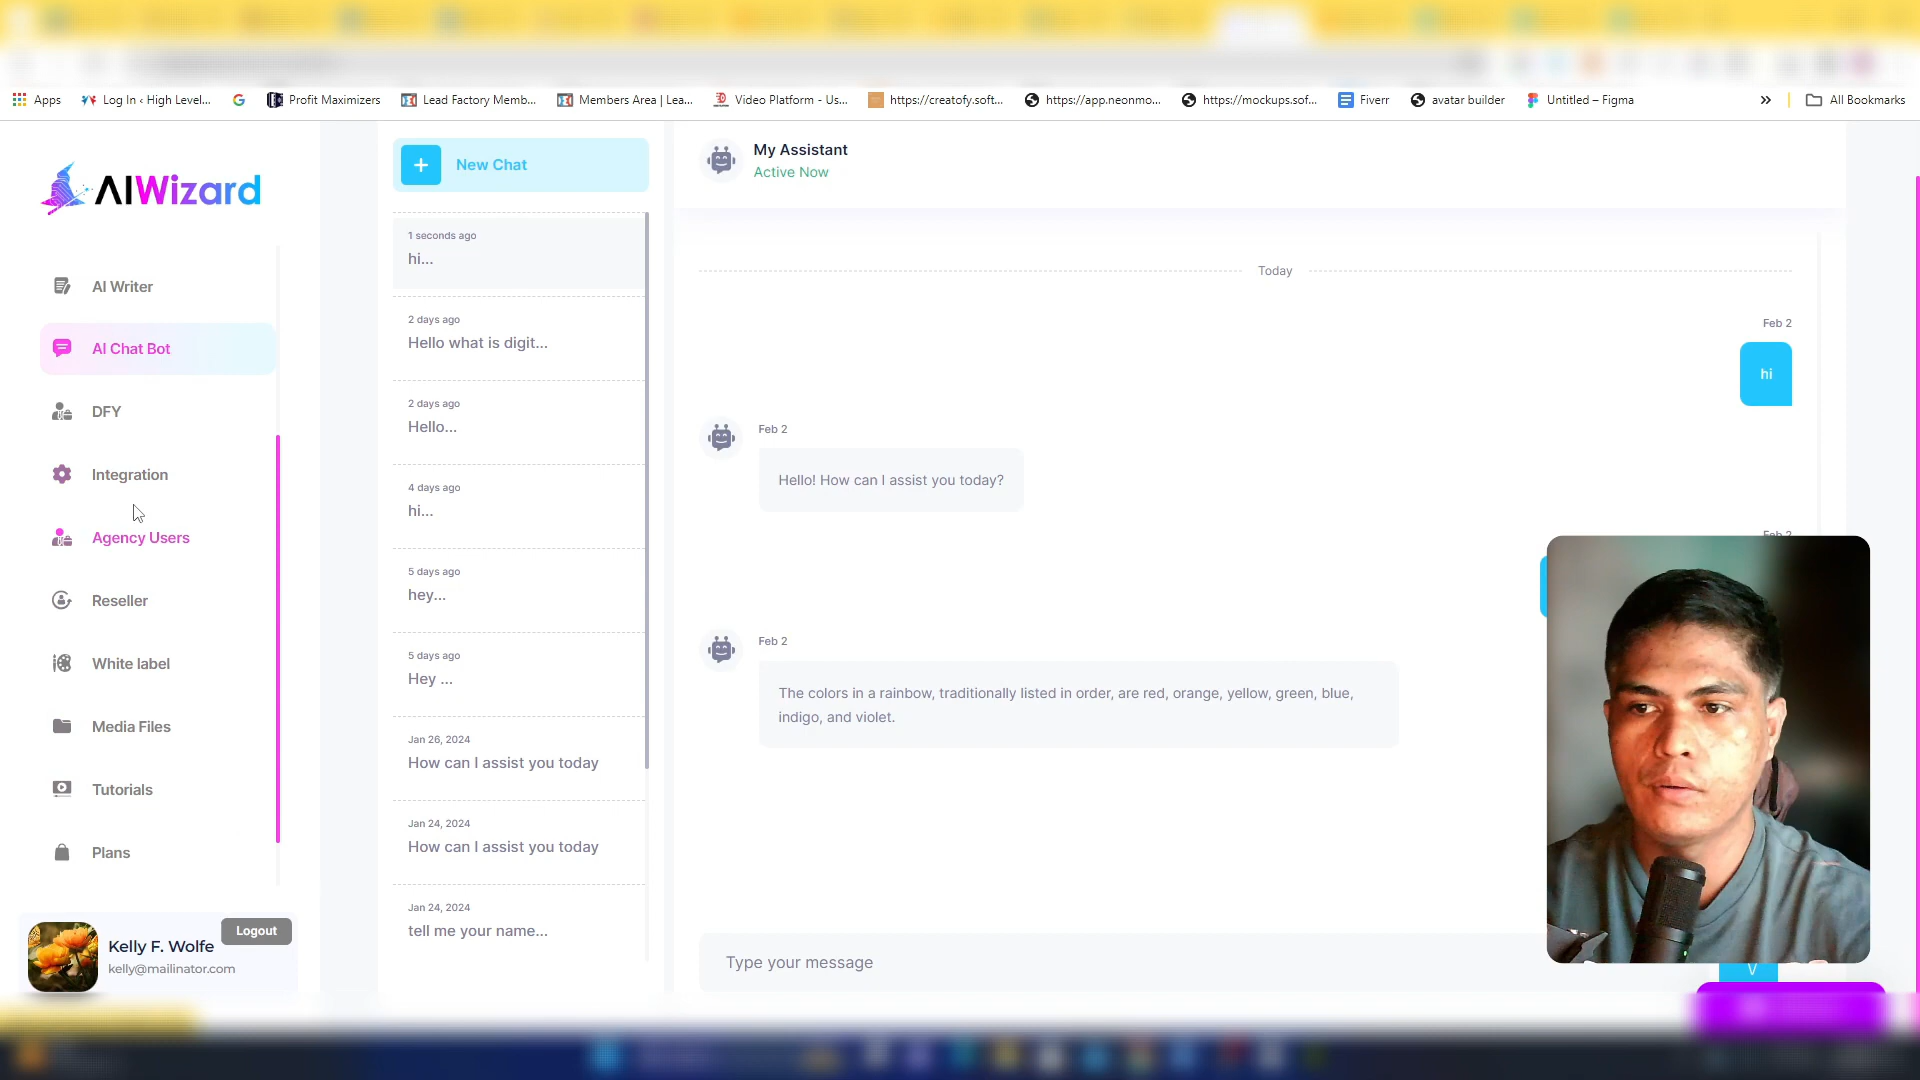 Apps
Log In ‹ High Level...
Profit Maximizers
Lead Factory Memb...
Members Area | Lea...
Video Platform - Us...
https://creatofy.soft...
https://app.neonmo...
https://mockups.sof...
Fiverr
avatar builder
Untitled – Figma
»
All Bookmarks
AIWizard
AI Writer
AI Chat Bot
DFY
Integration
Agency Users
Reseller
White label
Media Files
Tutorials
Plans
Kelly F. Wolfe
Logout
kelly@mailinator.com
+ New Chat
1 seconds ago
hi...
2 days ago
Hello what is digit...
2 days ago
Hello...
4 days ago
hi...
5 days ago
hey...
5 days ago
Hey ...
Jan 26, 2024
How can I assist you today
Jan 24, 2024
How can I assist you today
Jan 24, 2024
tell me your name...
My Assistant
Active Now
Today
Feb 2
hi
Feb 2
Hello! How can I assist you today?
Feb 2
Feb 2
The colors in a rainbow, traditionally listed in order, are red, orange, yellow, green, blue,
indigo, and violet.
Type your message